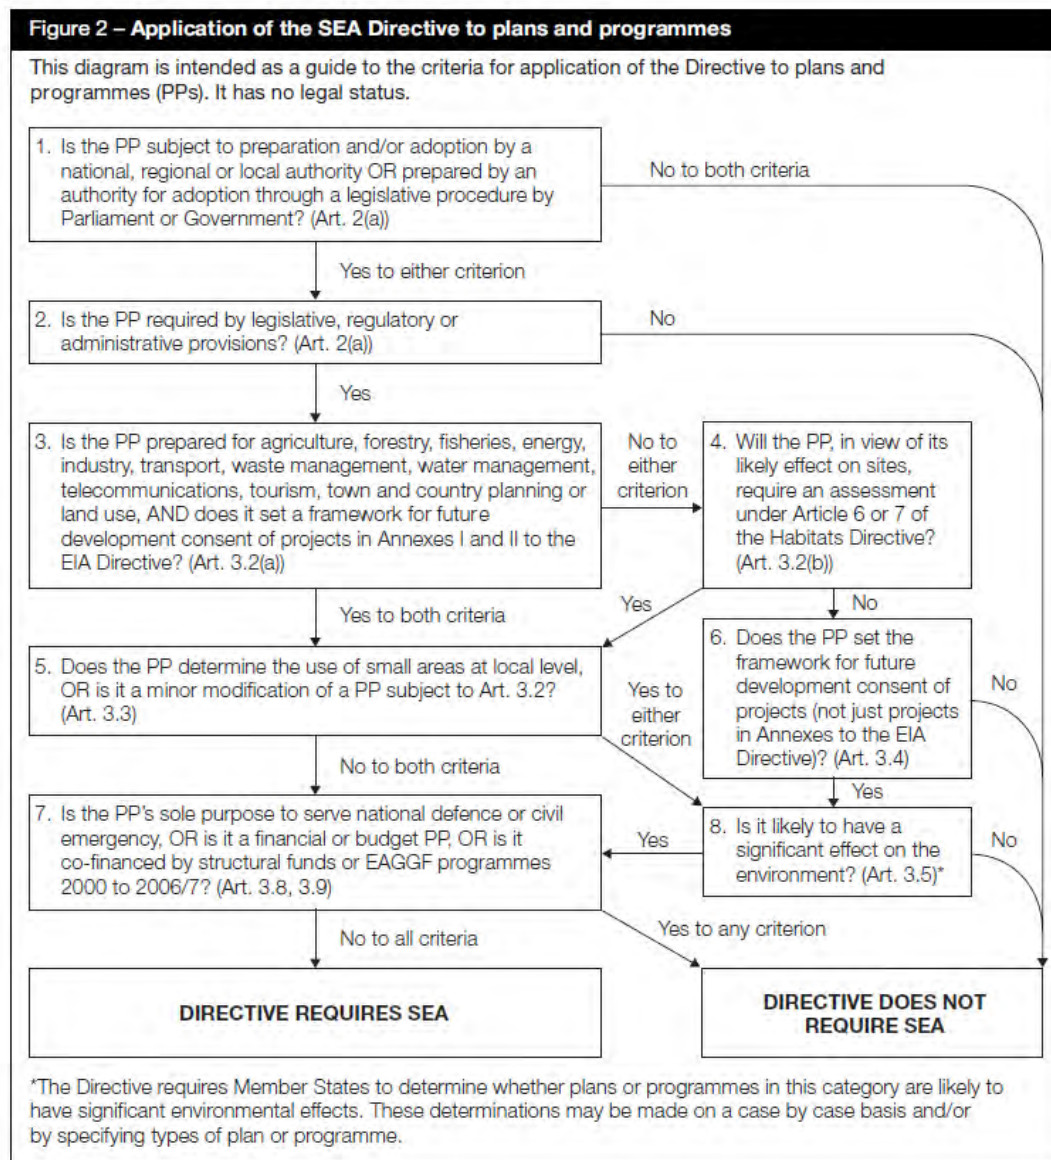 Figure 2 – Application of the SEA Directive to plans and programmes
This diagram is intended as a guide to the criteria for application of the Directive to plans and
programmes (PPs). It has no legal status.
1. Is the PP subject to preparation and/or adoption by a
national, regional or local authority OR prepared by an
authority for adoption through a legislative procedure by
Parliament or Government? (Art. 2(a))
No to both criteria
Yes to either criterion
2. Is the PP required by legislative, regulatory or
administrative provisions? (Art. 2(a))
No
Yes
3. Is the PP prepared for agriculture, forestry, fisheries, energy,
industry, transport, waste management, water management,
telecommunications, tourism, town and country planning or
land use, AND does it set a framework for future
development consent of projects in Annexes I and II to the
EIA Directive? (Art. 3.2(a))
No to
either
criterion
4. Will the PP, in view of its
likely effect on sites,
require an assessment
under Article 6 or 7 of
the Habitats Directive?
(Art. 3.2(b))
Yes to both criteria
Yes
No
5. Does the PP determine the use of small areas at local level,
OR is it a minor modification of a PP subject to Art. 3.2?
(Art. 3.3)
Yes to
either
criterion
6. Does the PP set the
framework for future
development consent of
projects (not just projects
in Annexes to the EIA
Directive)? (Art. 3.4)
No
No to both criteria
Yes
7. Is the PP's sole purpose to serve national defence or civil
emergency, OR is it a financial or budget PP, OR is it
co-financed by structural funds or EAGGF programmes
2000 to 2006/7? (Art. 3.8, 3.9)
Yes
8. Is it likely to have a
significant effect on the
environment? (Art. 3.5)*
No
No to all criteria
Yes to any criterion
DIRECTIVE REQUIRES SEA
DIRECTIVE DOES NOT
REQUIRE SEA
*The Directive requires Member States to determine whether plans or programmes in this category are likely to
have significant environmental effects. These determinations may be made on a case by case basis and/or
by specifying types of plan or programme.